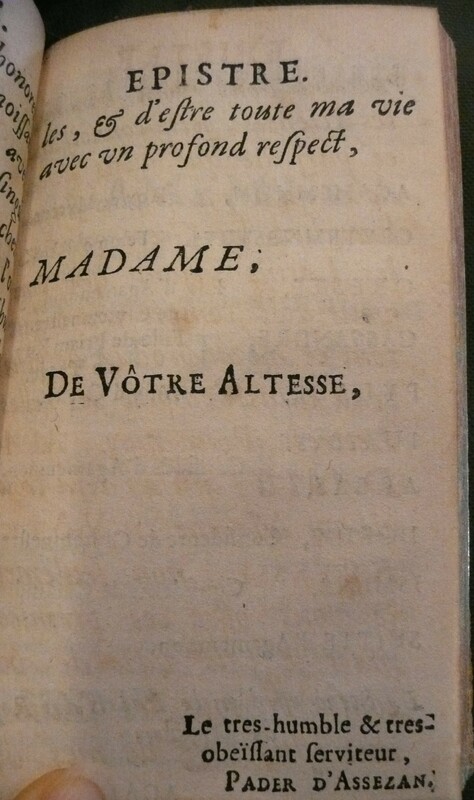 EPISTRE.
les, & d'eſtre toute ma vie
avec vn profond reſpect,
MADAME,
DE VÔTRE ALTESSE,
Le tres-humble & tres-
obeïſſant ſerviteur,
PADER D'ASSEZAN.